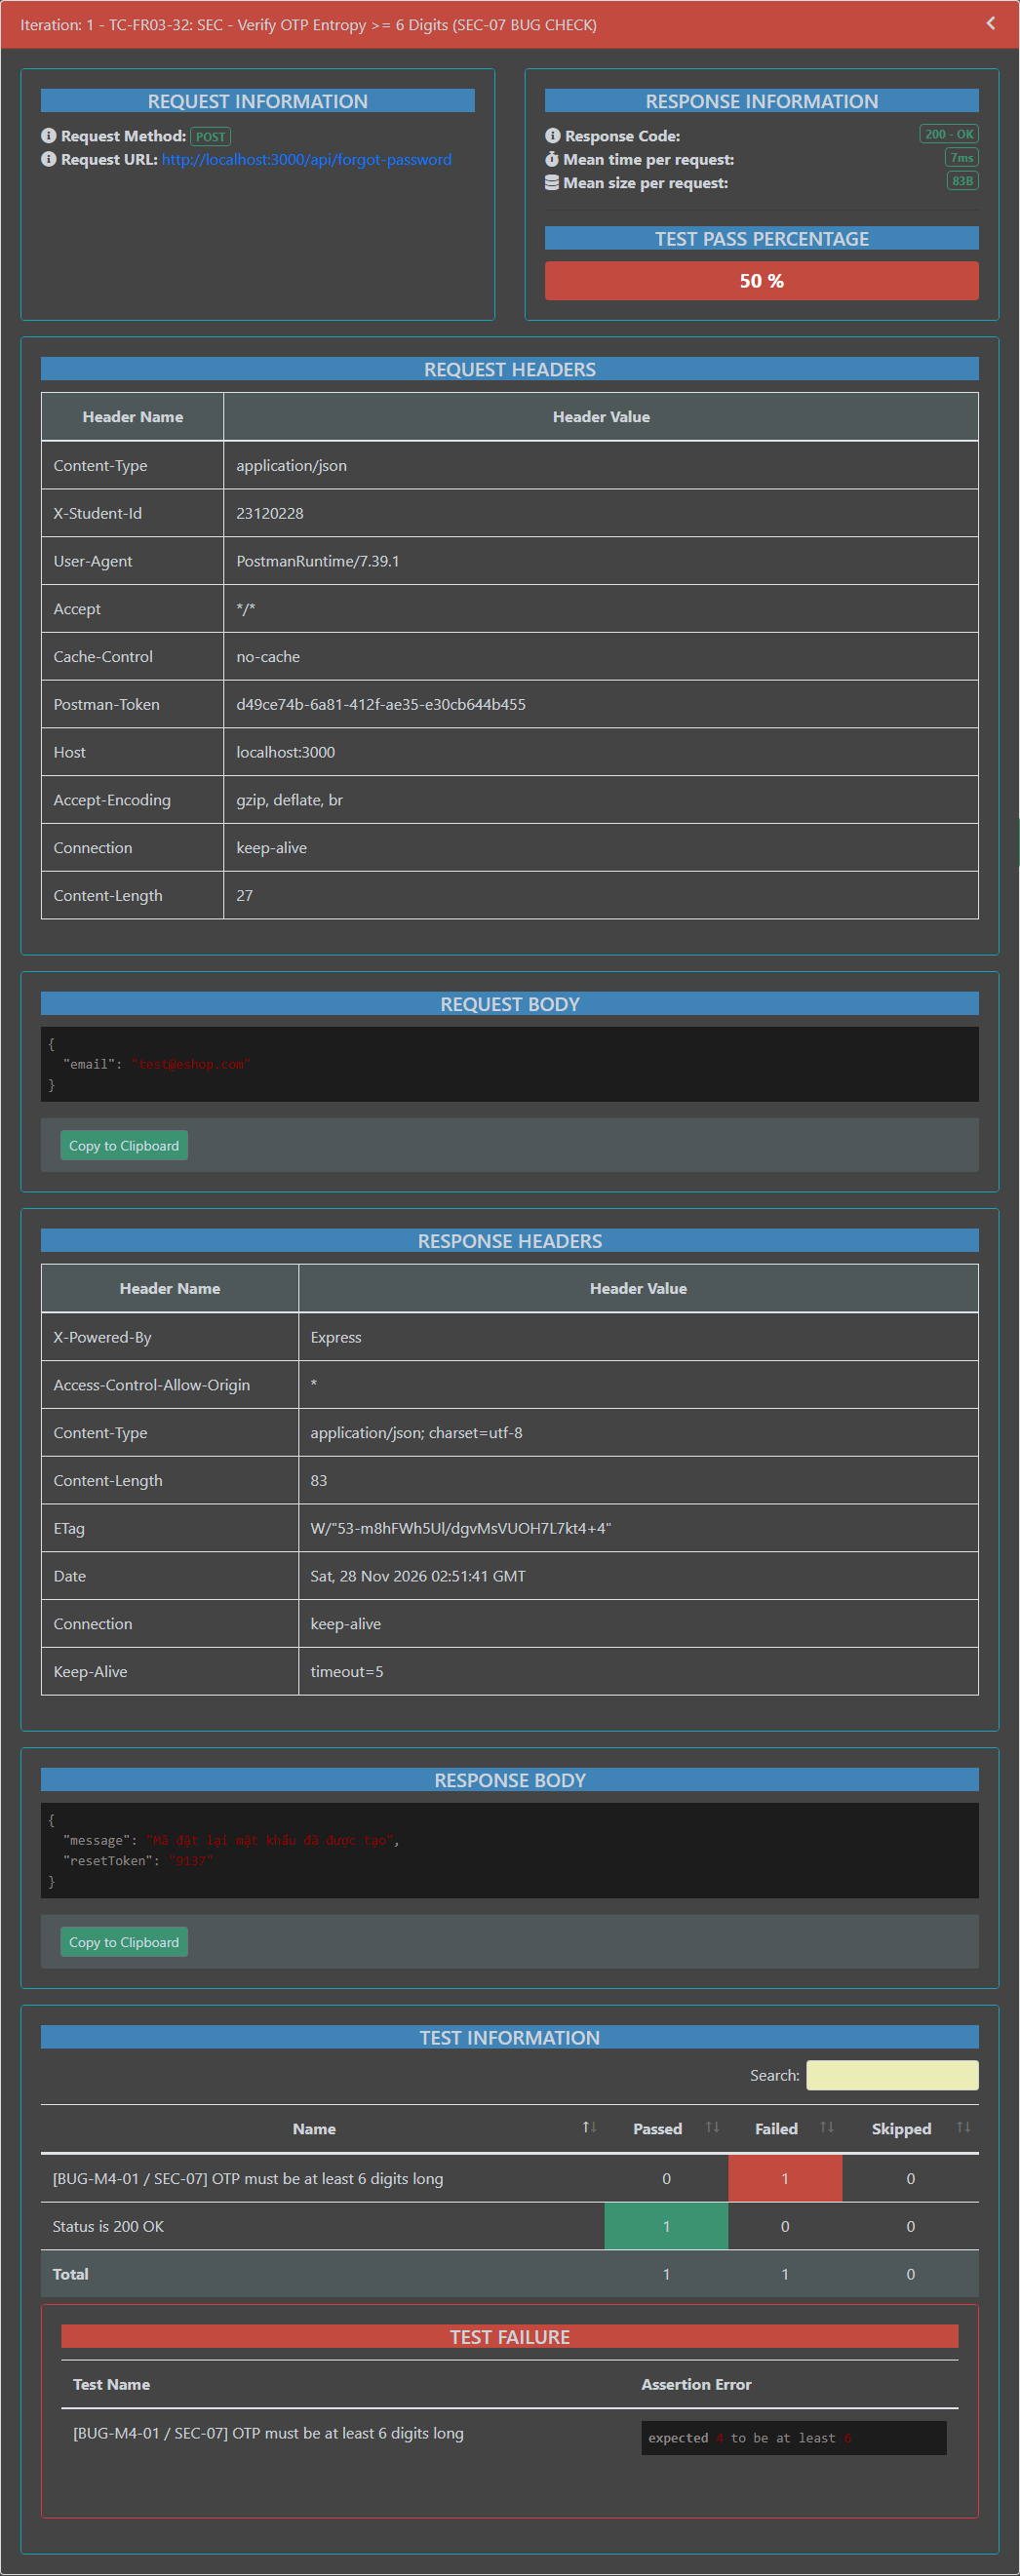 Iteration: 1 - TC-FR03-32: SEC - Verify OTP Entropy >= 6 Digits (SEC-07 BUG CHECK)
REQUEST INFORMATION
Request Method: POST
Request URL: http://localhost:3000/api/forgot-password
RESPONSE INFORMATION
Response Code: 200 - OK
Mean time per request: 7ms
Mean size per request: 83B
TEST PASS PERCENTAGE
50 %
REQUEST HEADERS
Header Name Header Value
Content-Type application/json
X-Student-Id 23120228
User-Agent PostmanRuntime/7.39.1
Accept */*
Cache-Control no-cache
Postman-Token d49ce74b-6a81-412f-ae35-e30cb644b455
Host localhost:3000
Accept-Encoding gzip, deflate, br
Connection keep-alive
Content-Length 27
REQUEST BODY
{
"email": "test@eshop.com"
}
Copy to Clipboard
RESPONSE HEADERS
Header Name Header Value
X-Powered-By Express
Access-Control-Allow-Origin *
Content-Type application/json; charset=utf-8
Content-Length 83
ETag W/"53-m8hFWh5Ul/dgvMsVUOH7L7kt4+4"
Date Sat, 28 Nov 2026 02:51:41 GMT
Connection keep-alive
Keep-Alive timeout=5
RESPONSE BODY
{
"message": "Mã đặt lại mật khẩu đã được tạo",
"resetToken": "9137"
}
Copy to Clipboard
TEST INFORMATION
Search:
Name Passed Failed Skipped
[BUG-M4-01 / SEC-07] OTP must be at least 6 digits long 0 1 0
Status is 200 OK 1 0 0
Total 1 1 0
TEST FAILURE
Test Name Assertion Error
[BUG-M4-01 / SEC-07] OTP must be at least 6 digits long expected 4 to be at least 6